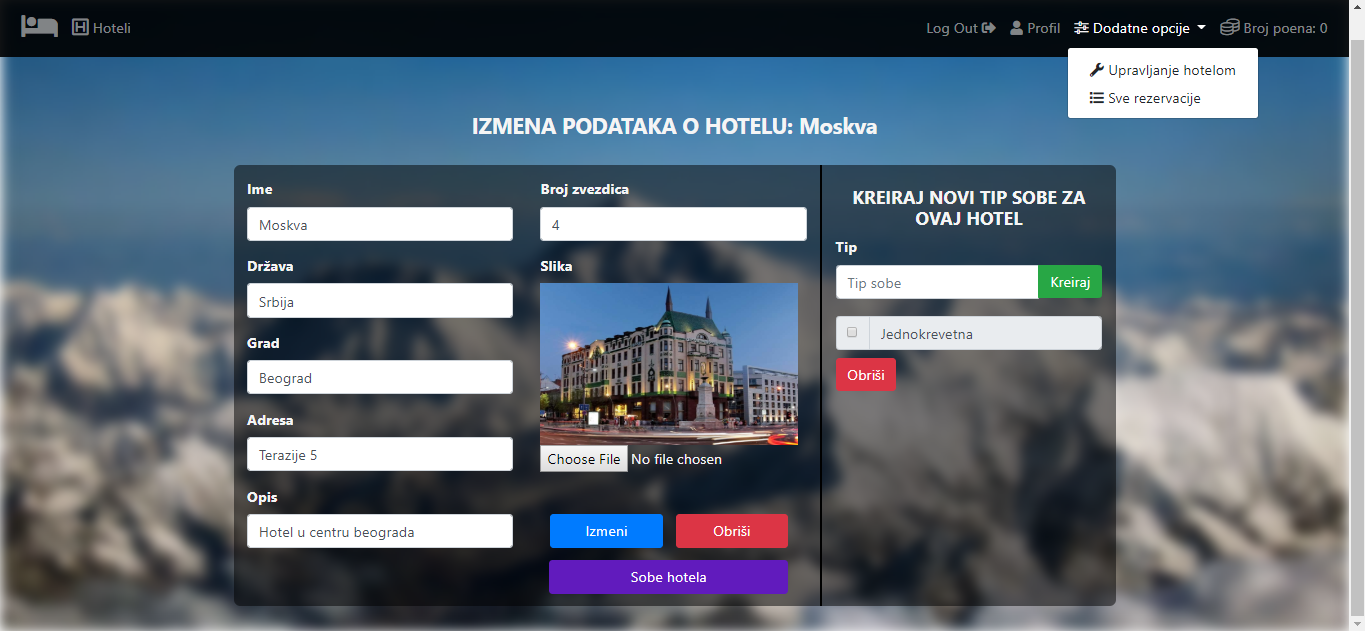 Hoteli
Log Out
Profil
Dodatne opcije
Broj poena: 0
Upravljanje hotelom
Sve rezervacije
IZMENA PODATAKA O HOTELU: Moskva
Ime
Moskva
Država
Srbija
Grad
Beograd
Adresa
Terazije 5
Opis
Hotel u centru beograda
Broj zvezdica
4
Slika
Choose File No file chosen
Izmeni
Obriši
Sobe hotela
KREIRAJ NOVI TIP SOBE ZA
OVAJ HOTEL
Tip
Tip sobe
Kreiraj
Jednokrevetna
Obriši